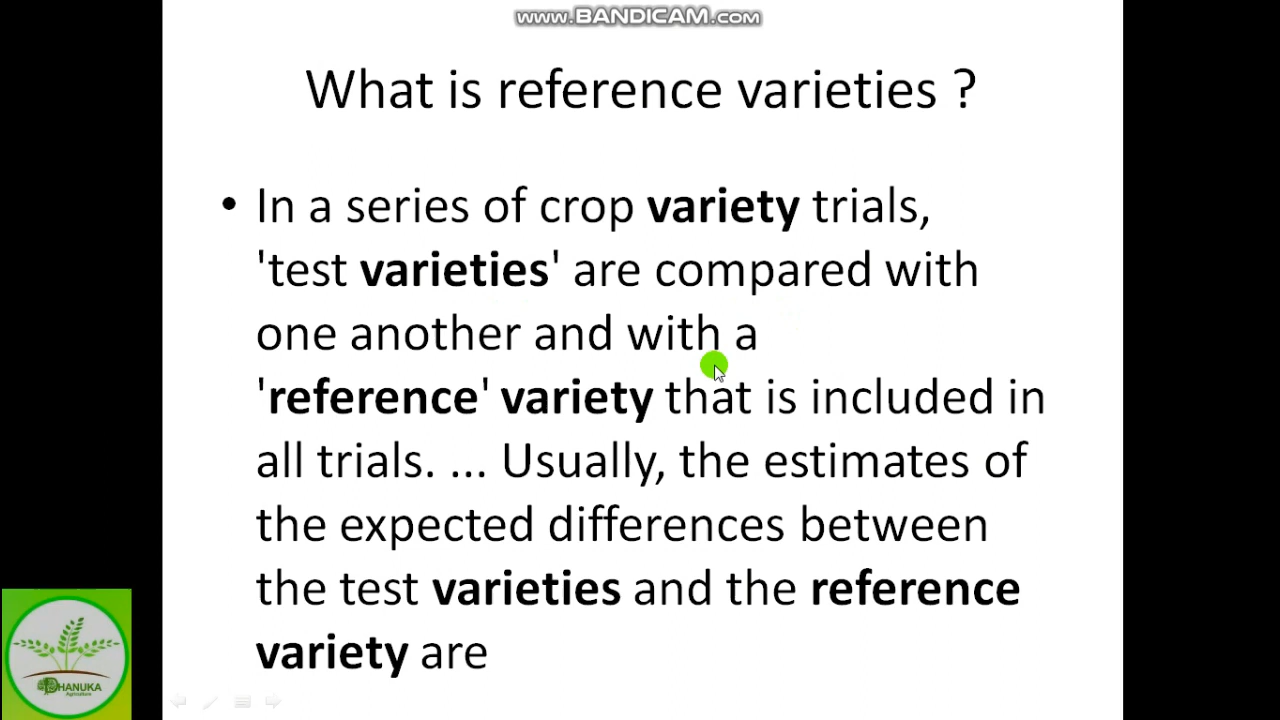 www.BANDICAM.com
What is reference varieties ?
• In a series of crop variety trials,
'test varieties' are compared with
one another and with a
'reference' variety that is included in
all trials. ... Usually, the estimates of
the expected differences between
the test varieties and the reference
variety are
DHANUKA
Agriculture